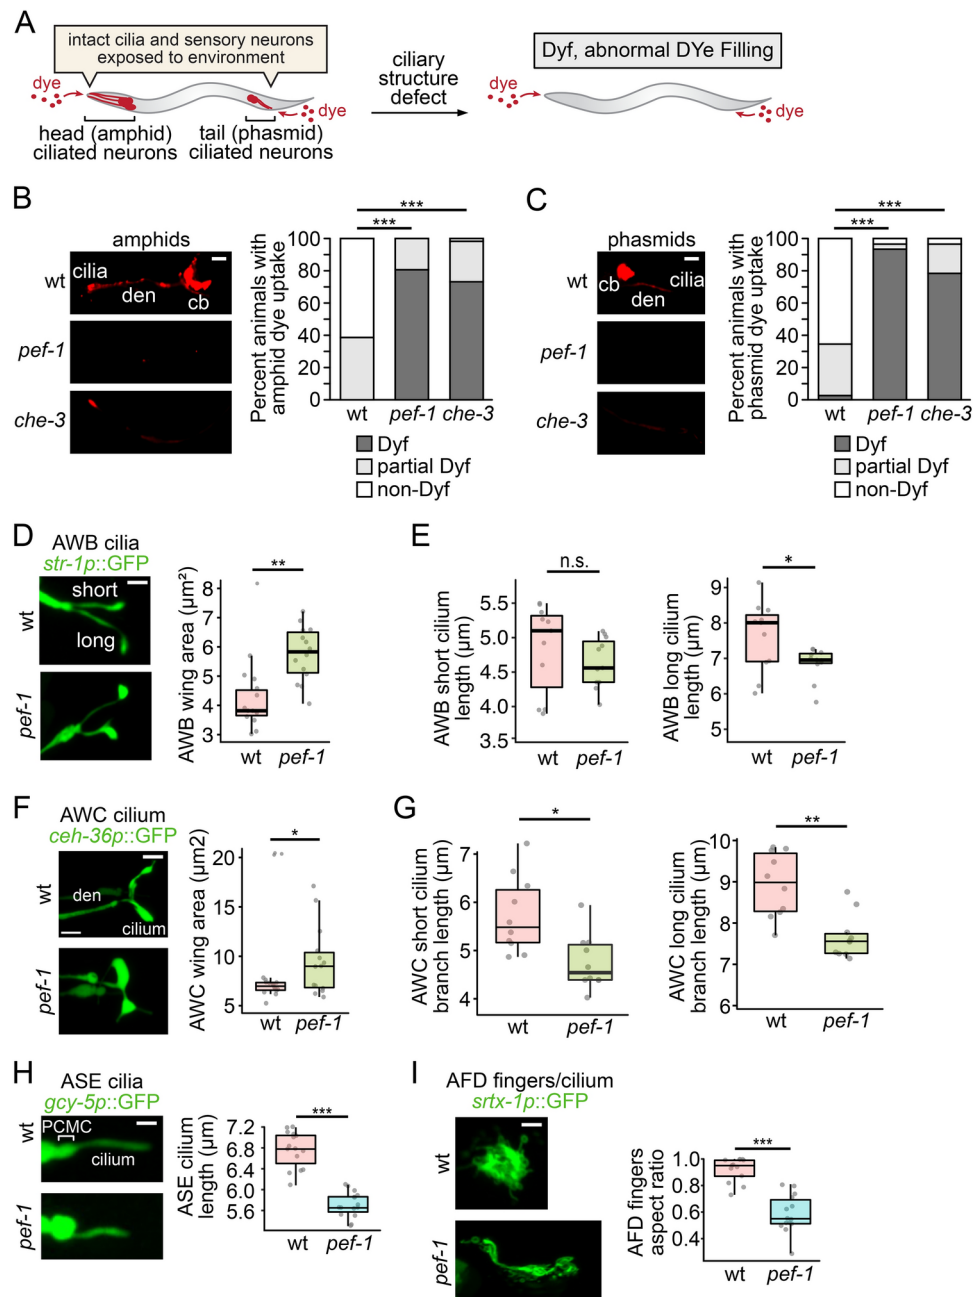 A
intact cilia and sensory neurons
exposed to environment
dye
dye
head (amphid)
ciliated neurons
tail (phasmid)
ciliated neurons
ciliary
structure
defect
Dyf, abnormal DYe Filling
dye
dye
B
amphids
wt
cilia
den
cb
pef-1
che-3
Percent animals with
amphid dye uptake
100
80
60
40
20
0
***
***
wt
pef-1
che-3
Dyf
partial Dyf
non-Dyf
C
phasmids
wt
cb
den
cilia
pef-1
che-3
Percent animals with
phasmid dye uptake
100
80
60
40
20
0
***
***
wt
pef-1
che-3
Dyf
partial Dyf
non-Dyf
D
AWB cilia
str-1p::GFP
wt
short
long
pef-1
AWB wing area (µm²)
8
7
6
5
4
3
**
wt
pef-1
E
AWB short cilium
length (µm)
5.5
5.0
4.5
4.0
3.5
n.s.
wt
pef-1
AWB long cilium
length (µm)
9
8
7
6
5
*
wt
pef-1
F
AWC cilium
ceh-36p::GFP
wt
den
cilium
pef-1
AWC wing area (µm2)
20
15
10
5
*
wt
pef-1
G
AWC short cilium
branch length (µm)
7
6
5
4
*
wt
pef-1
AWC long cilium
branch length (µm)
10
9
8
7
6
**
wt
pef-1
H
ASE cilia
gcy-5p::GFP
wt
PCMC
cilium
pef-1
ASE cilium
length (µm)
7.2
6.8
6.4
6.0
5.6
***
wt
pef-1
I
AFD fingers/cilium
srtx-1p::GFP
wt
pef-1
AFD fingers
aspect ratio
1.0
0.8
0.6
0.4
***
wt
pef-1